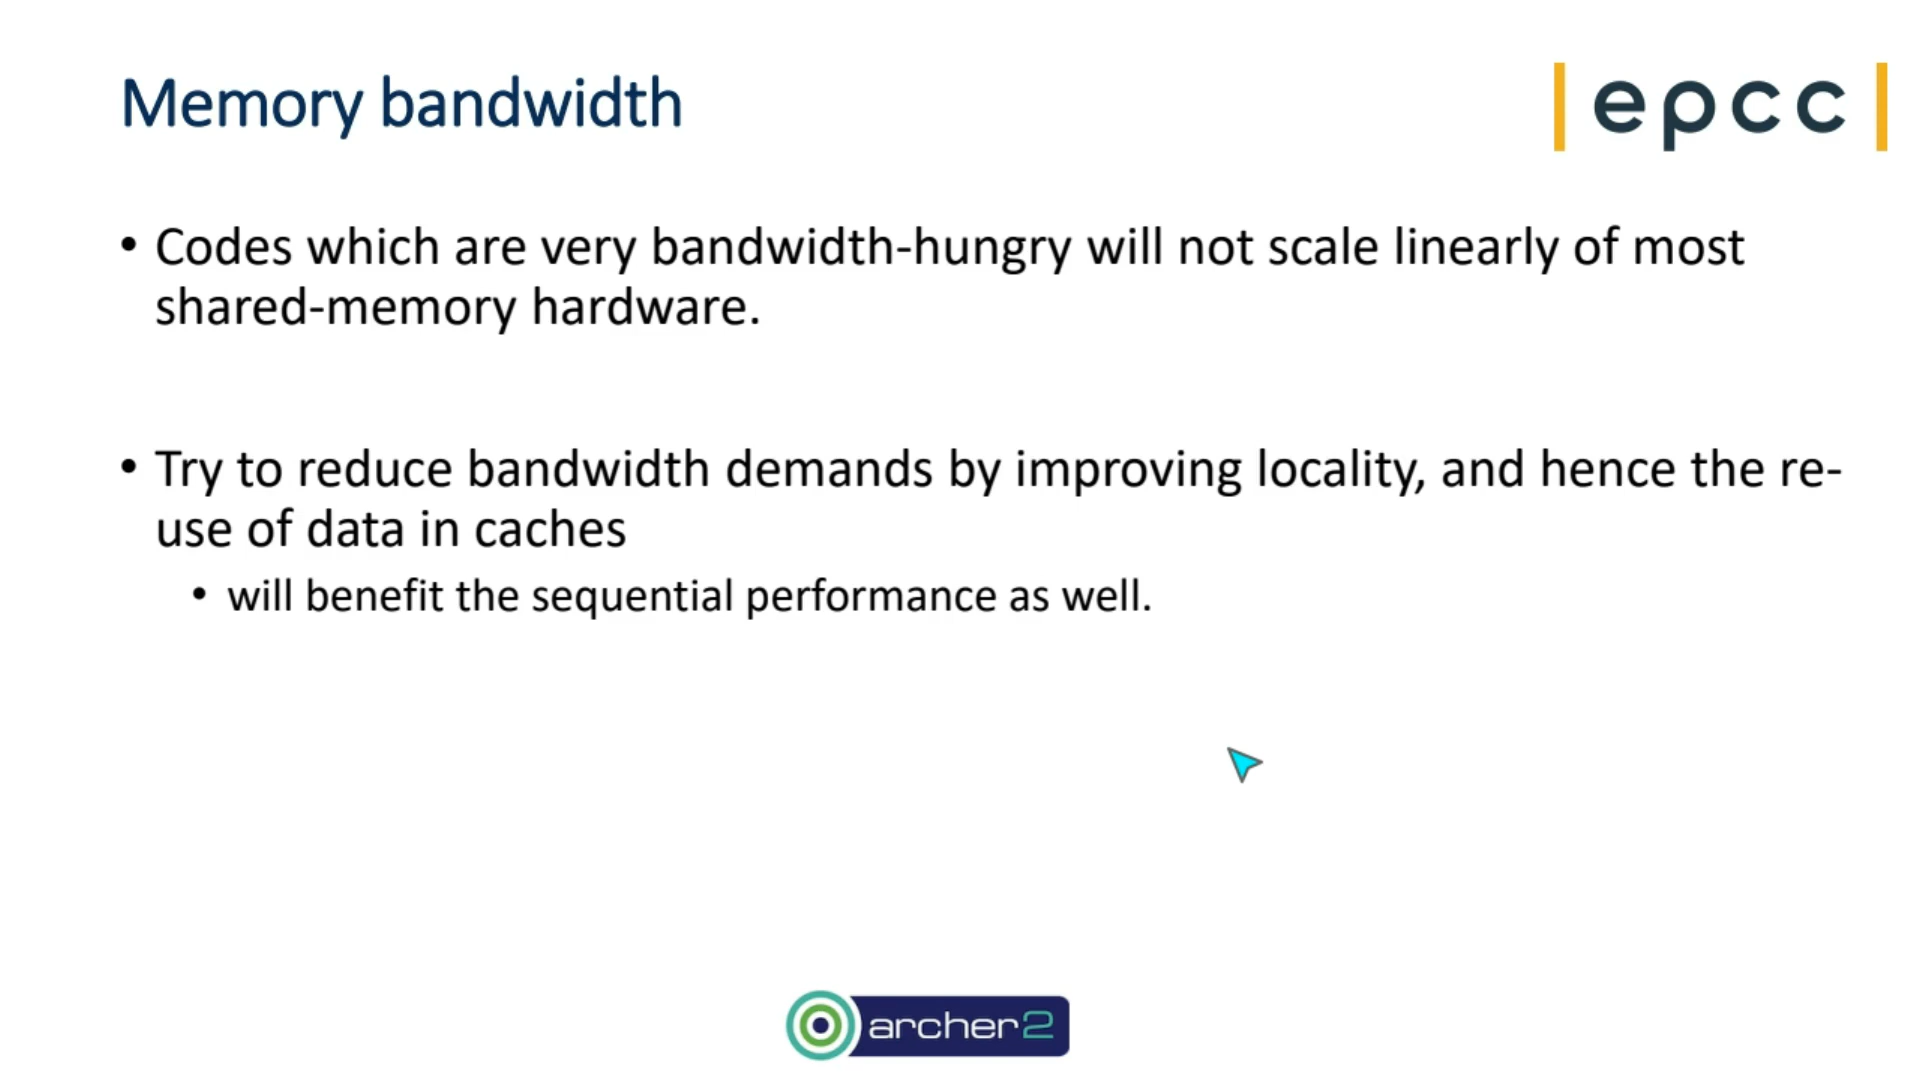 Memory bandwidth
|epcc|
• Codes which are very bandwidth-hungry will not scale linearly of most
shared-memory hardware.
• Try to reduce bandwidth demands by improving locality, and hence the re-
use of data in caches
• will benefit the sequential performance as well.
archer2